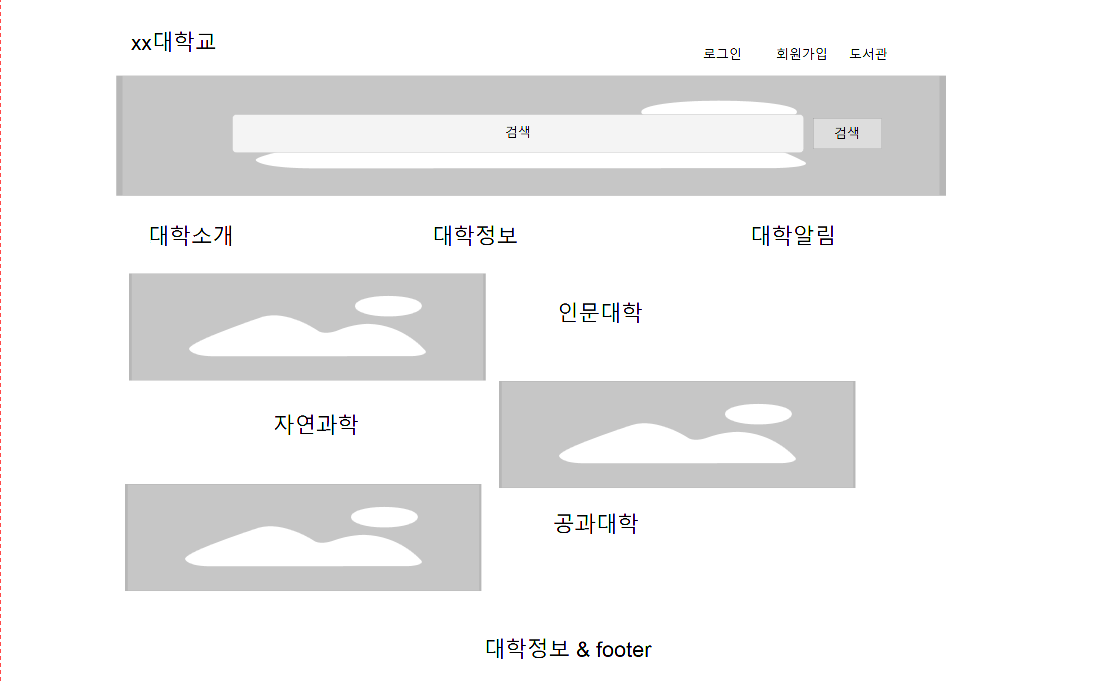 xx대학교
로그인 회원가입 도서관
검색 검색
대학소개 대학정보 대학알림
인문대학
자연과학
공과대학
대학정보 & footer